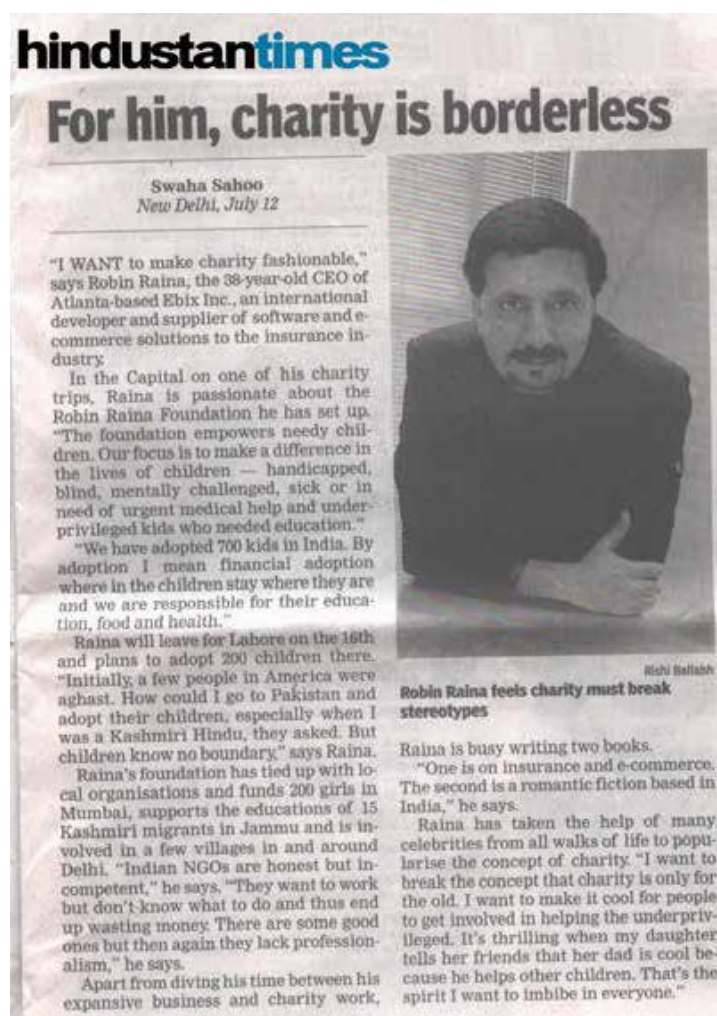 hindustantimes
For him, charity is borderless
Swaha Sahoo
New Delhi, July 12
"I WANT to make charity fashionable,"
says Robin Raina, the 38-year-old CEO of
Atlanta-based Ebix Inc., an international
developer and supplier of software and e-
commerce solutions to the insurance in-
dustry.
In the Capital on one of his charity
trips, Raina is passionate about the
Robin Raina Foundation he has set up.
"The foundation empowers needy chil-
dren. Our focus is to make a difference in
the lives of children — handicapped,
blind, mentally challenged, sick or in
need of urgent medical help and under-
privileged kids who needed education."
"We have adopted 700 kids in India. By
adoption I mean financial adoption
where in the children stay where they are
and we are responsible for their educa-
tion, food and health."
Raina will leave for Lahore on the 16th
and plans to adopt 200 children there.
"Initially, a few people in America were
aghast. How could I go to Pakistan and
adopt their children, especially when I
was a Kashmiri Hindu, they asked. But
children know no boundary," says Raina.
Raina's foundation has tied up with lo-
cal organisations and funds 200 girls in
Mumbai, supports the educations of 15
Kashmiri migrants in Jammu and is in-
volved in a few villages in and around
Delhi. "Indian NGOs are honest but in-
competent," he says. "They want to work
but don't know what to do and thus end
up wasting money. There are some good
ones but then again they lack profession-
alism," he says.
Apart from diving his time between his
expansive business and charity work,
Rishi Ballabh
Robin Raina feels charity must break
stereotypes
Raina is busy writing two books.
"One is on insurance and e-commerce.
The second is a romantic fiction based in
India," he says.
Raina has taken the help of many
celebrities from all walks of life to popu-
larise the concept of charity. "I want to
break the concept that charity is only for
the old. I want to make it cool for people
to get involved in helping the underpriv-
ileged. It's thrilling when my daughter
tells her friends that her dad is cool be-
cause he helps other children. That's the
spirit I want to imbibe in everyone."